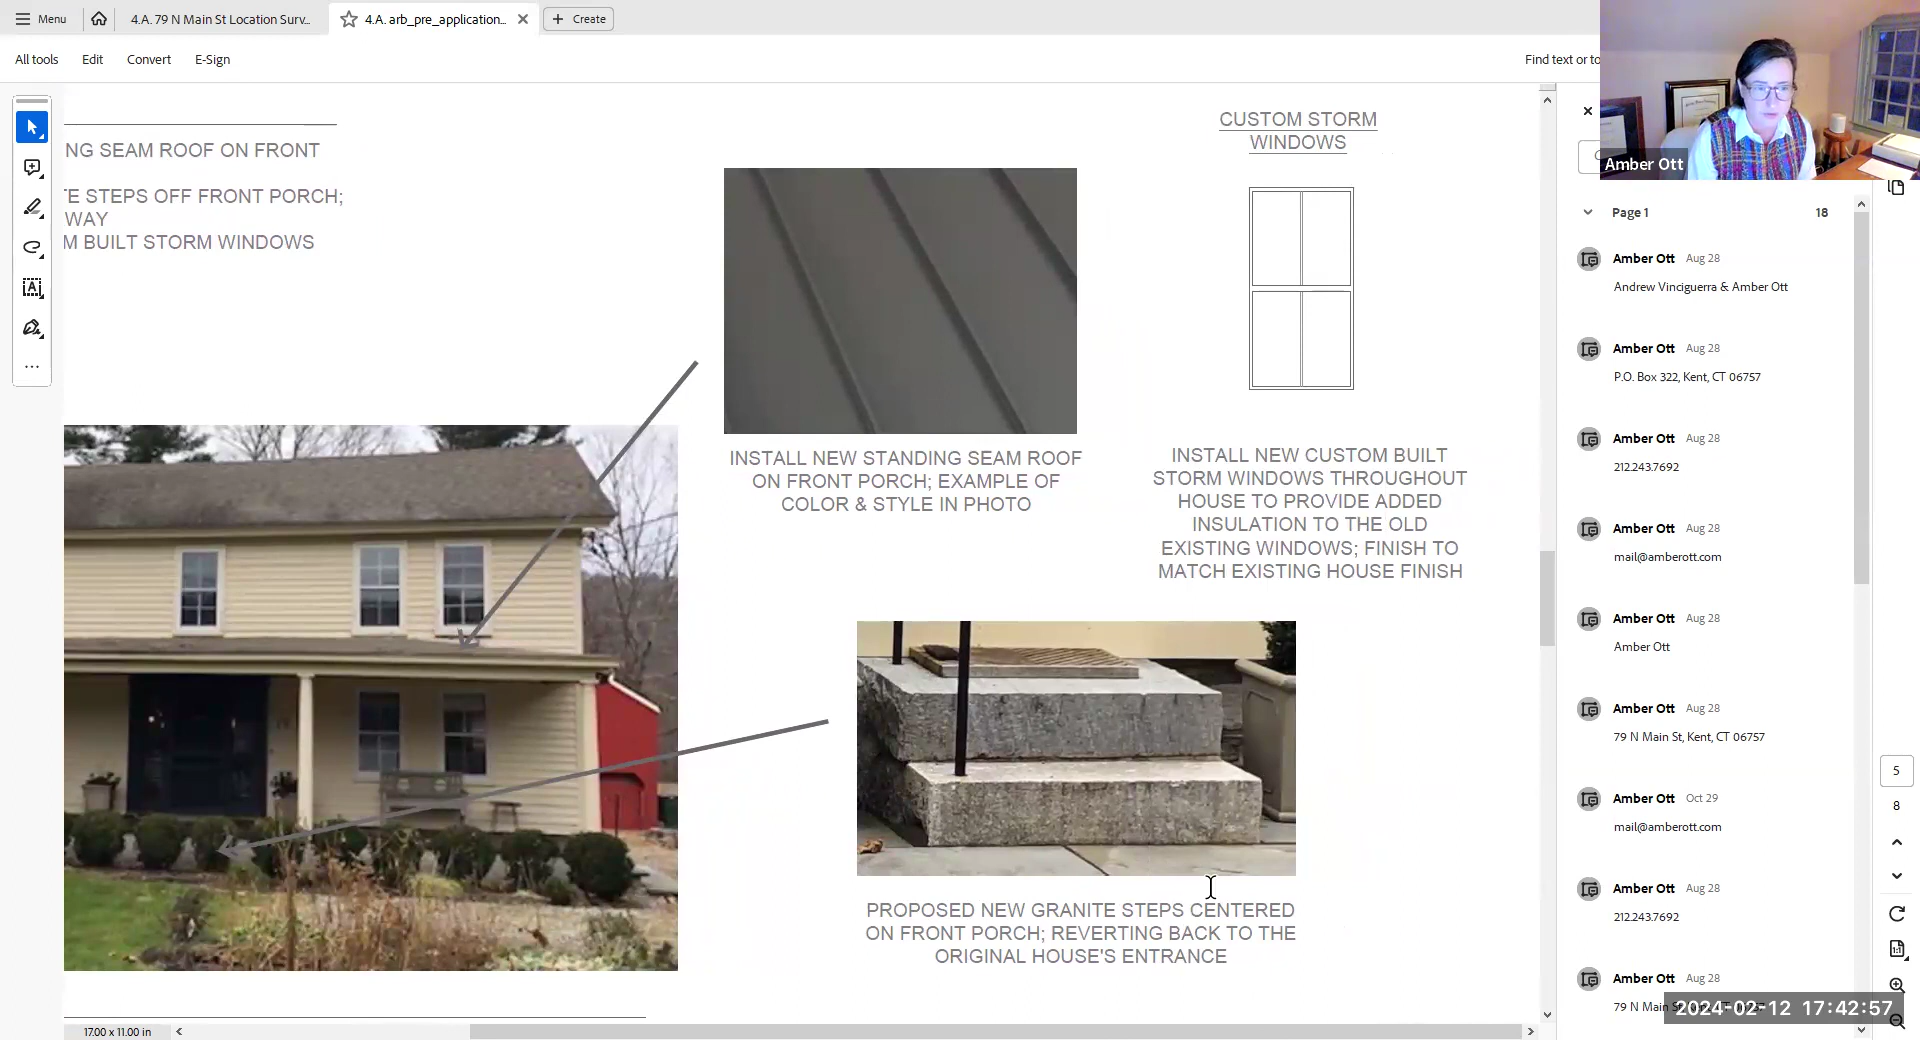 Menu
4.A. 79 N Main St Location Surv...
4.A. arb_pre_application...
Create
All tools
Edit
Convert
E-Sign
Find text or to
NG SEAM ROOF ON FRONT
TE STEPS OFF FRONT PORCH;
WAY
M BUILT STORM WINDOWS
CUSTOM STORM
WINDOWS
INSTALL NEW STANDING SEAM ROOF
ON FRONT PORCH; EXAMPLE OF
COLOR & STYLE IN PHOTO
INSTALL NEW CUSTOM BUILT
STORM WINDOWS THROUGHOUT
HOUSE TO PROVIDE ADDED
INSULATION TO THE OLD
EXISTING WINDOWS; FINISH TO
MATCH EXISTING HOUSE FINISH
PROPOSED NEW GRANITE STEPS CENTERED
ON FRONT PORCH; REVERTING BACK TO THE
ORIGINAL HOUSE'S ENTRANCE
17.00 x 11.00 in
Amber Ott
Page 1 18
Amber Ott Aug 28
Andrew Vinciguerra & Amber Ott
Amber Ott Aug 28
P.O. Box 322, Kent, CT 06757
Amber Ott Aug 28
212.243.7692
Amber Ott Aug 28
mail@amberott.com
Amber Ott Aug 28
Amber Ott
Amber Ott Aug 28
79 N Main St, Kent, CT 06757
Amber Ott Oct 29
mail@amberott.com
Amber Ott Aug 28
212.243.7692
Amber Ott Aug 28
79 N Main
5
8
2024-02-12 17:42:57